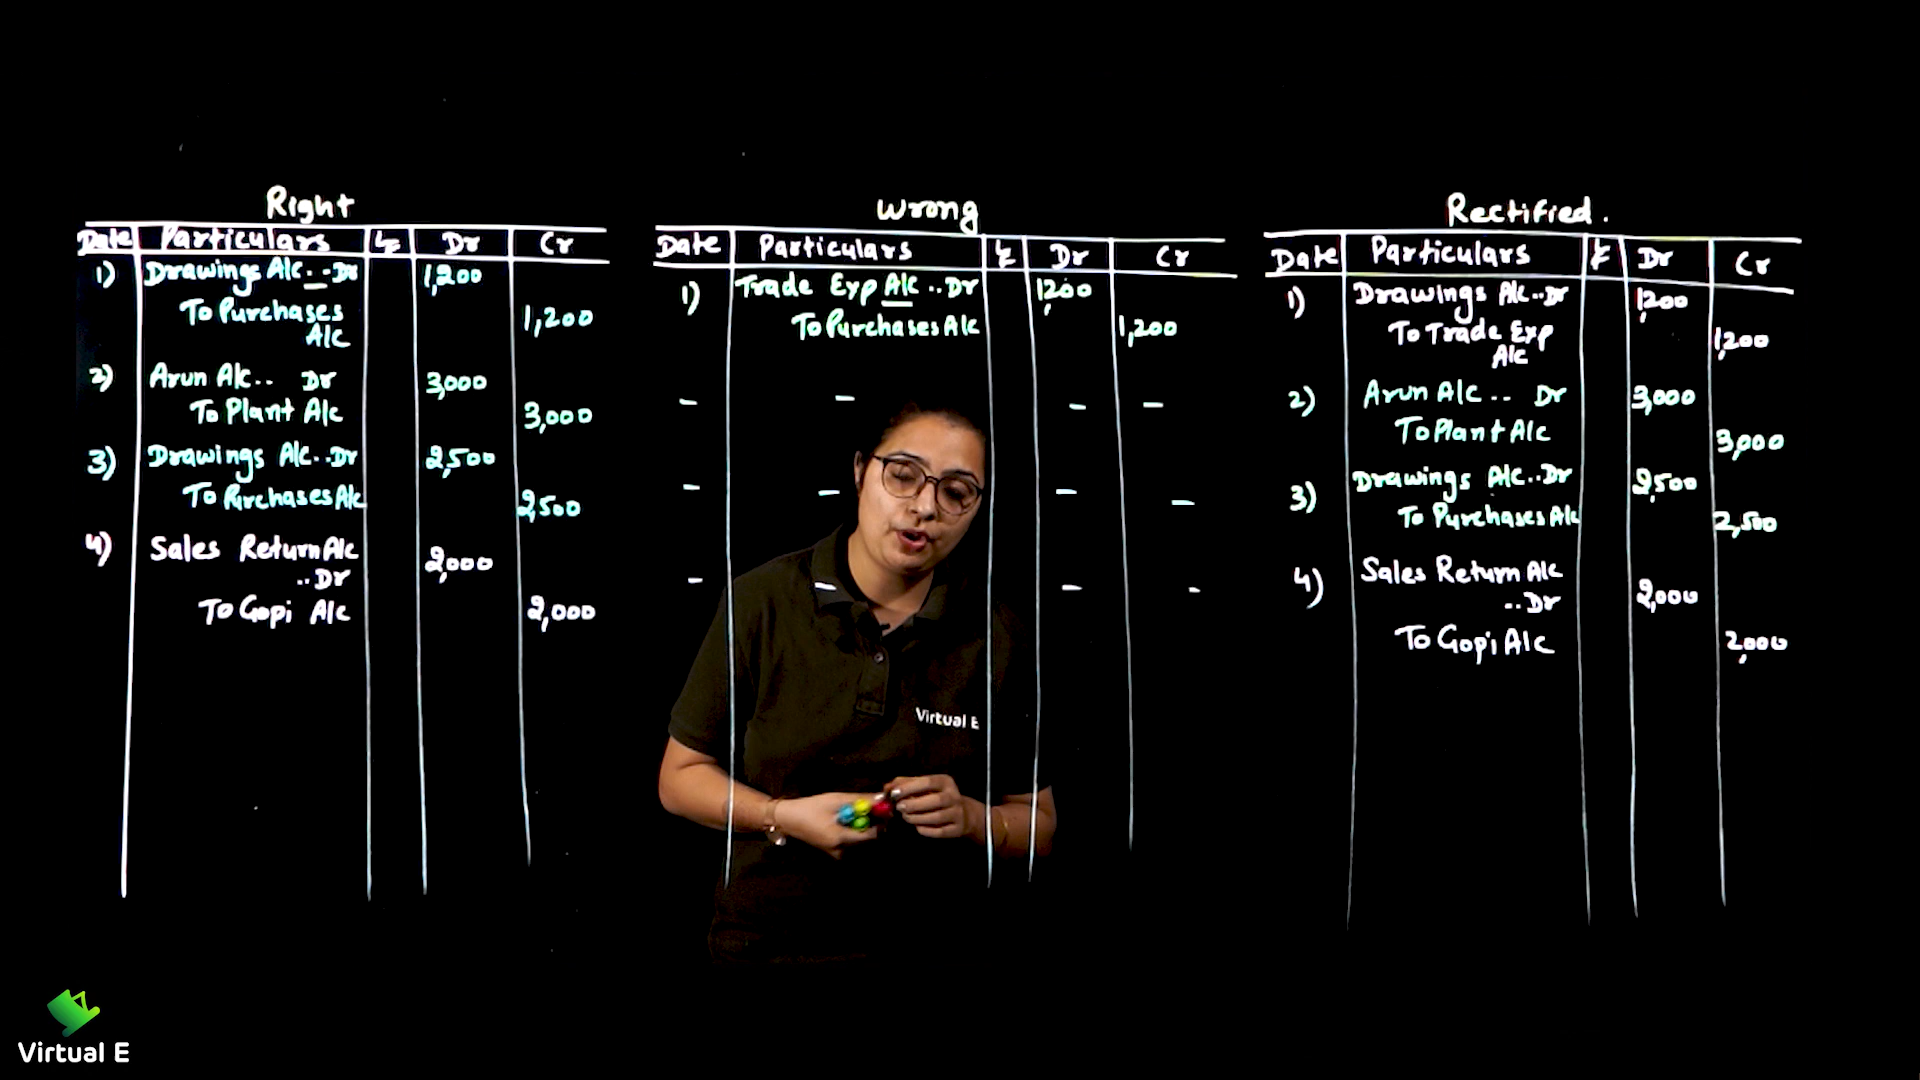 Right
Date Particulars LF Dr Cr
1) Drawings A/c..Dr 1,200
To Purchases 1,200
A/c
2) Arun A/c.. Dr 3,000
To Plant A/c 3,000
3) Drawings A/c..Dr 2,500
To Purchases A/c 2,500
4) Sales Return A/c 2,000
..Dr
To Gopi A/c 2,000
Wrong
Date Particulars LF Dr Cr
1) Trade Exp A/c..Dr 1,200
To Purchases A/c 1,200
- - - -
- - - -
- - - -
Rectified.
Date Particulars LF Dr Cr
1) Drawings A/c..Dr 1,200
To Trade Exp 1,200
A/c
2) Arun A/c.. Dr 3,000
To Plant A/c 3,000
3) Drawings A/c..Dr 2,500
To Purchases A/c 2,500
4) Sales Return A/c
..Dr 2,000
To Gopi A/c 2,000
Virtual E
Virtual E